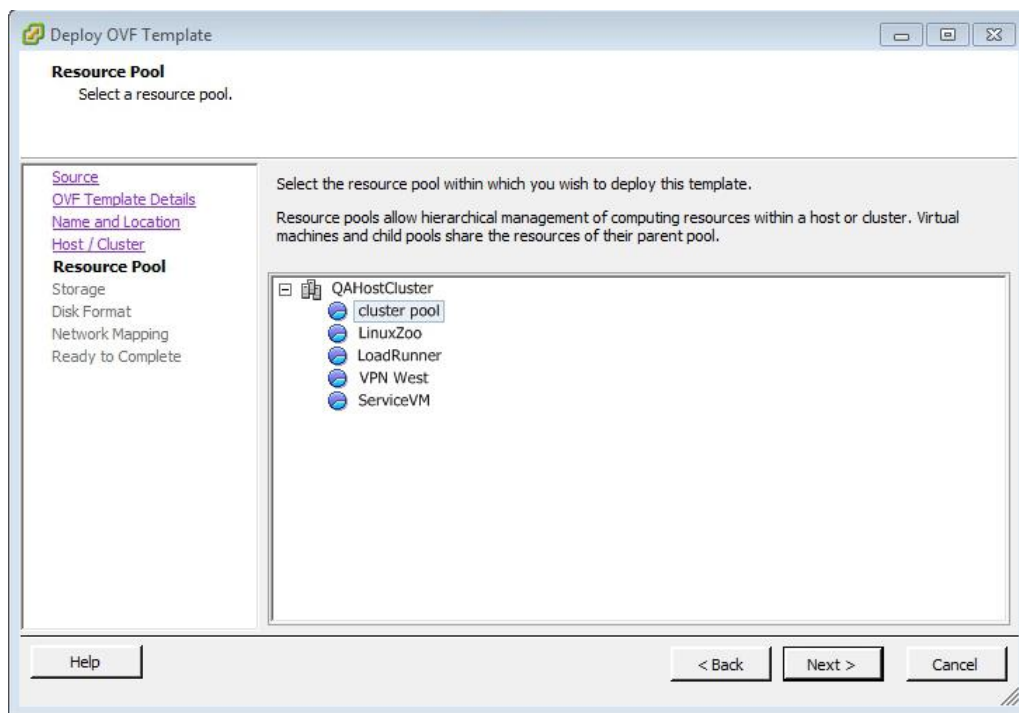 Deploy OVF Template
Resource Pool
Select a resource pool.
Source
OVF Template Details
Name and Location
Host / Cluster
Resource Pool
Storage
Disk Format
Network Mapping
Ready to Complete
Select the resource pool within which you wish to deploy this template.
Resource pools allow hierarchical management of computing resources within a host or cluster. Virtual
machines and child pools share the resources of their parent pool.
QAHostCluster
cluster pool
LinuxZoo
LoadRunner
VPN West
ServiceVM
Help
< Back
Next >
Cancel